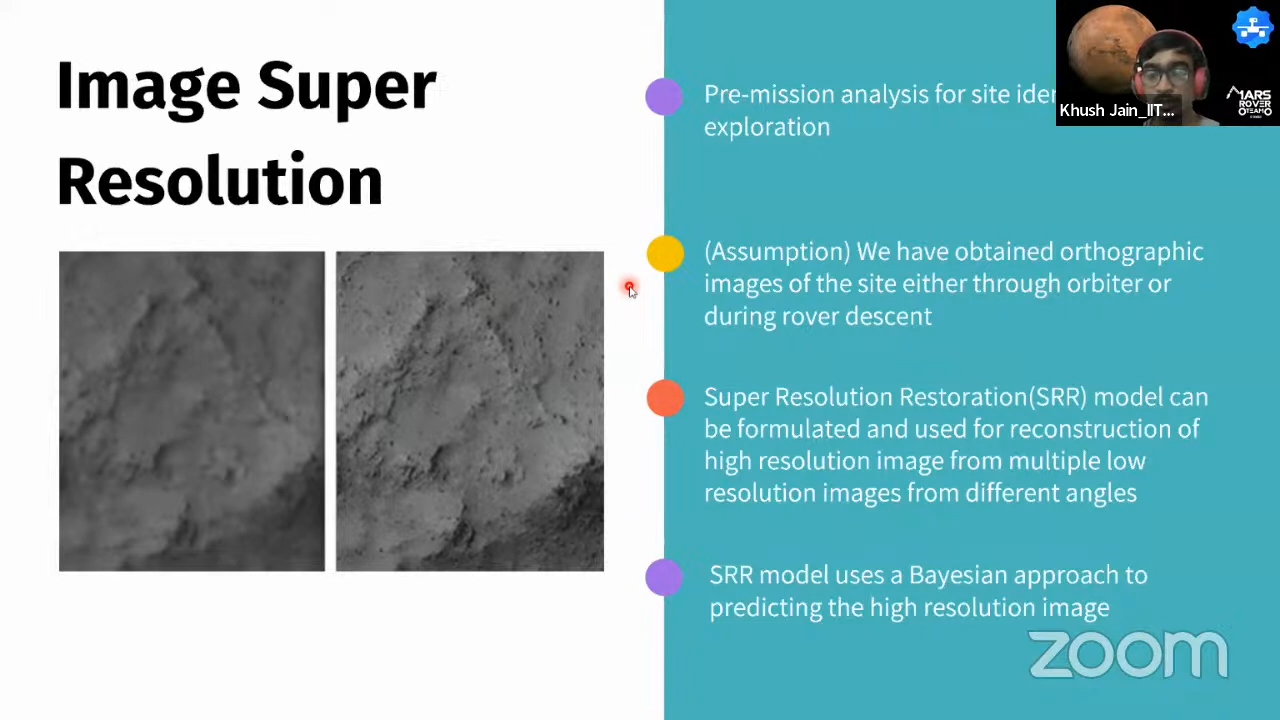 Image Super
Resolution
Pre-mission analysis for site
exploration
(Assumption) We have obtained orthographic
images of the site either through orbiter or
during rover descent
Super Resolution Restoration(SRR) model can
be formulated and used for reconstruction of
high resolution image from multiple low
resolution images from different angles
SRR model uses a Bayesian approach to
predicting the high resolution image
Khush Jain_IIT...
MARS
ROVER
zoom